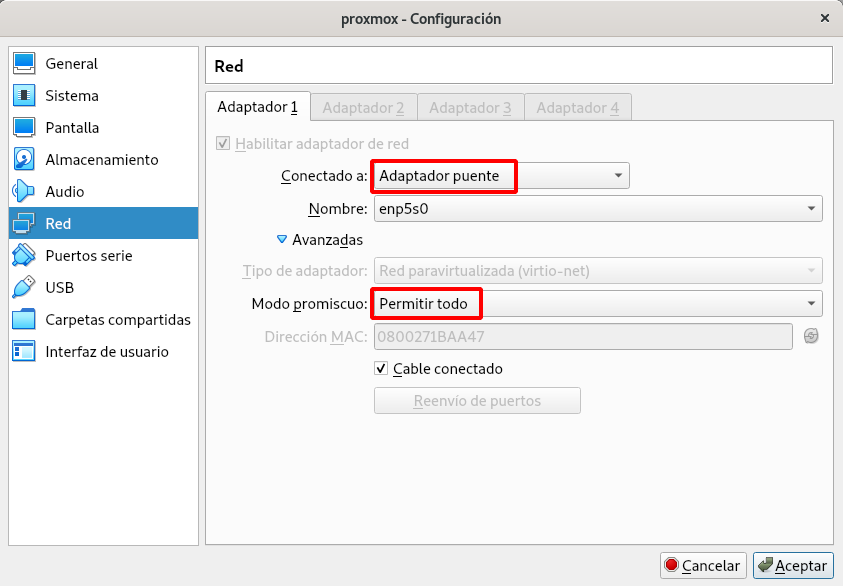 proxmox - Configuración
General
Sistema
Pantalla
Almacenamiento
Audio
Red
Puertos serie
USB
Carpetas compartidas
Interfaz de usuario
Red
Adaptador 1 Adaptador 2 Adaptador 3 Adaptador 4
Habilitar adaptador de red
Conectado a: Adaptador puente
Nombre: enp5s0
Avanzadas
Tipo de adaptador: Red paravirtualizada (virtio-net)
Modo promiscuo: Permitir todo
Dirección MAC: 0800271BAA47
Cable conectado
Reenvío de puertos
Cancelar Aceptar